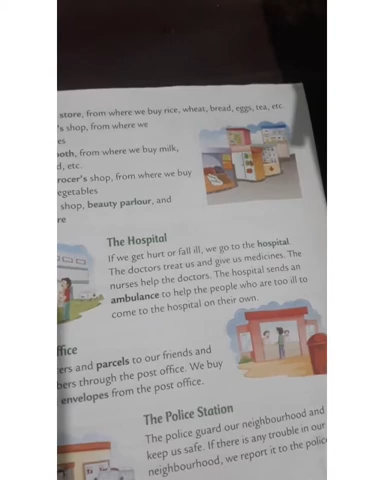 store, from where we buy rice, wheat, bread, eggs, tea, etc.
's shop, from where we
es
ooth, from where we buy milk,
d, etc.
rocer's shop, from where we buy
egetables
shop, beauty parlour, and
re
The Hospital
If we get hurt or fall ill, we go to the hospital.
The doctors treat us and give us medicines. The
nurses help the doctors. The hospital sends an
ambulance to help the people who are too ill to
come to the hospital on their own.
ffice
ers and parcels to our friends and
bers through the post office. We buy
envelopes from the post office.
The Police Station
The police guard our neighbourhood and
keep us safe. If there is any trouble in our
neighbourhood, we report it to the police